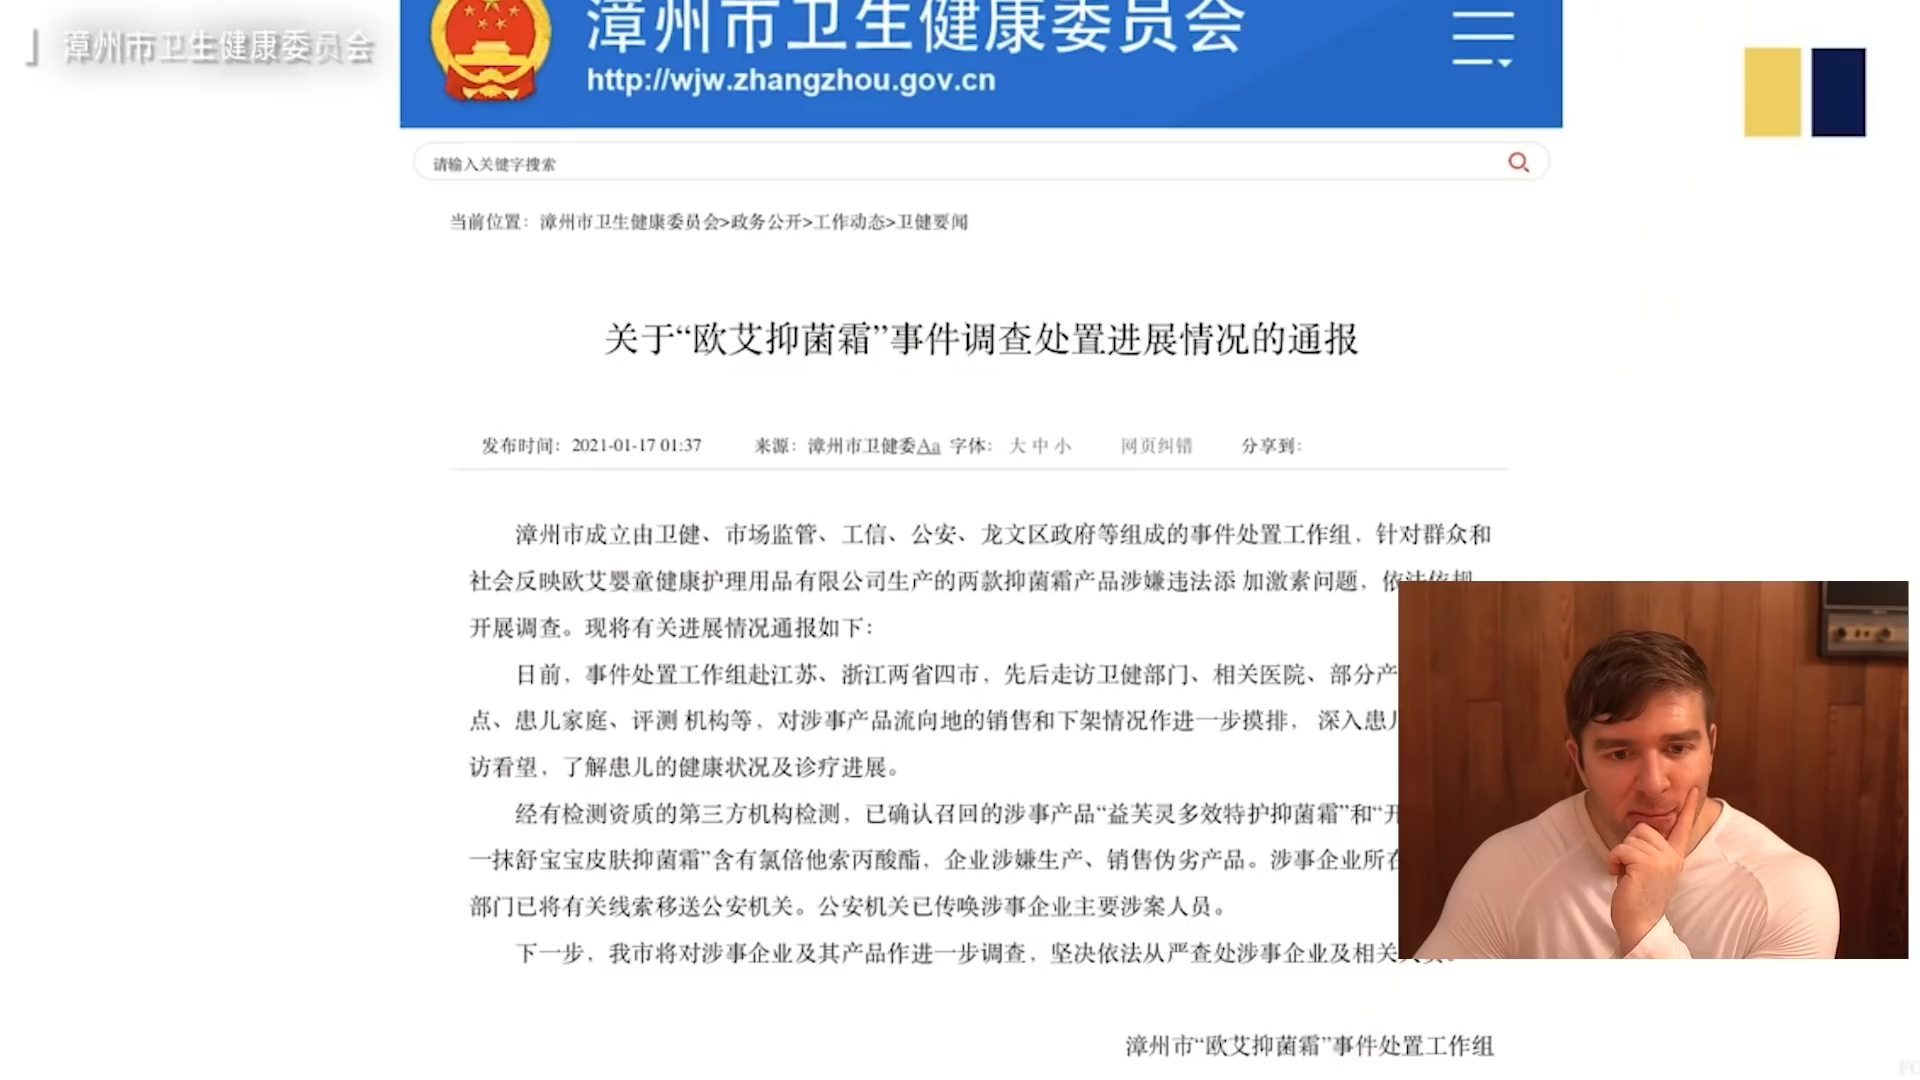 」 漳州市卫生健康委员会
漳州市卫生健康委员会
http://wjw.zhangzhou.gov.cn
请输入关键字搜索
当前位置：漳州市卫生健康委员会>政务公开>工作动态>卫健要闻
关于“欧艾抑菌霜”事件调查处置进展情况的通报
发布时间：2021-01-17 01:37 来源：漳州市卫健委Aa 字体： 大 中 小 网页纠错 分享到：
漳州市成立由卫健、市场监管、工信、公安、龙文区政府等组成的事件处置工作组，针对群众和
社会反映欧艾婴童健康护理用品有限公司生产的两款抑菌霜产品涉嫌违法添 加激素问题，依法依规
开展调查。现将有关进展情况通报如下：
日前，事件处置工作组赴江苏、浙江两省四市，先后走访卫健部门、相关医院、部分产
点、患儿家庭、评测 机构等，对涉事产品流向地的销售和下架情况作进一步摸排， 深入患儿
访看望，了解患儿的健康状况及诊疗进展。
经有检测资质的第三方机构检测，已确认召回的涉事产品“益芙灵多效特护抑菌霜”和“开
一抹舒宝宝皮肤抑菌霜”含有氯倍他索丙酸酯，企业涉嫌生产、销售伪劣产品。涉事企业所在
部门已将有关线索移送公安机关。公安机关已传唤涉事企业主要涉案人员。
下一步，我市将对涉事企业及其产品作进一步调查，坚决依法从严查处涉事企业及相关
漳州市“欧艾抑菌霜”事件处置工作组